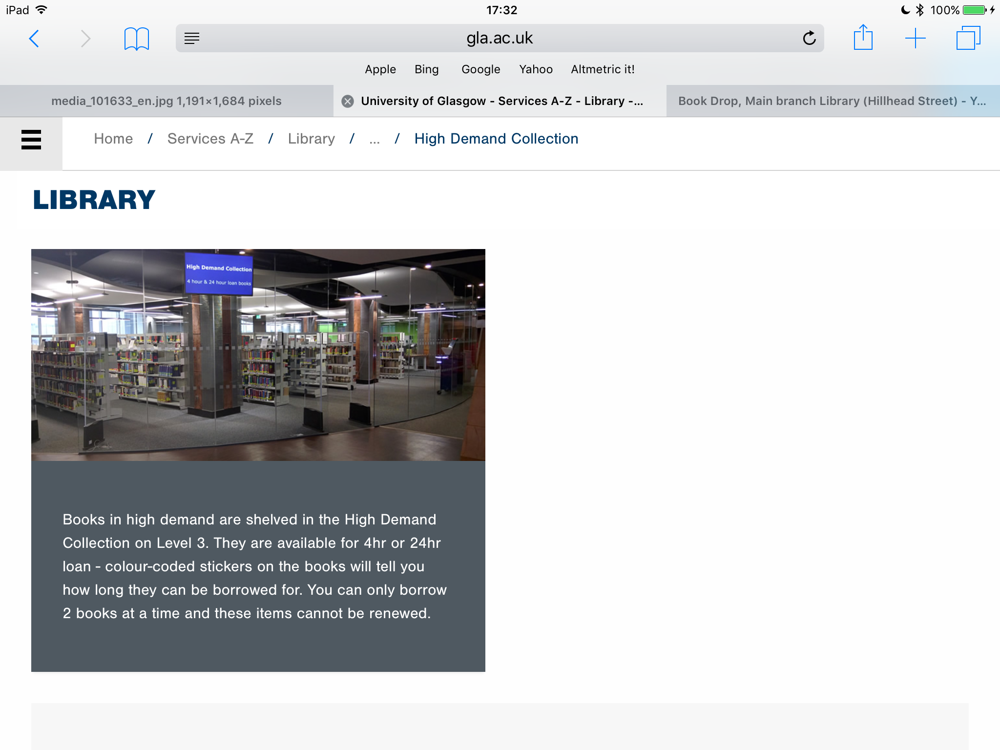 iPad 17:32 100%
gla.ac.uk
Apple Bing Google Yahoo Altmetric it!
media_101633_en.jpg 1,191×1,684 pixels University of Glasgow - Services A-Z - Library -... Book Drop, Main branch Library (Hillhead Street) - Y...
Home / Services A-Z / Library / ... / High Demand Collection
LIBRARY
High Demand Collection
4 hour & 24 hour loan books
Books in high demand are shelved in the High Demand
Collection on Level 3. They are available for 4hr or 24hr
loan - colour-coded stickers on the books will tell you
how long they can be borrowed for. You can only borrow
2 books at a time and these items cannot be renewed.